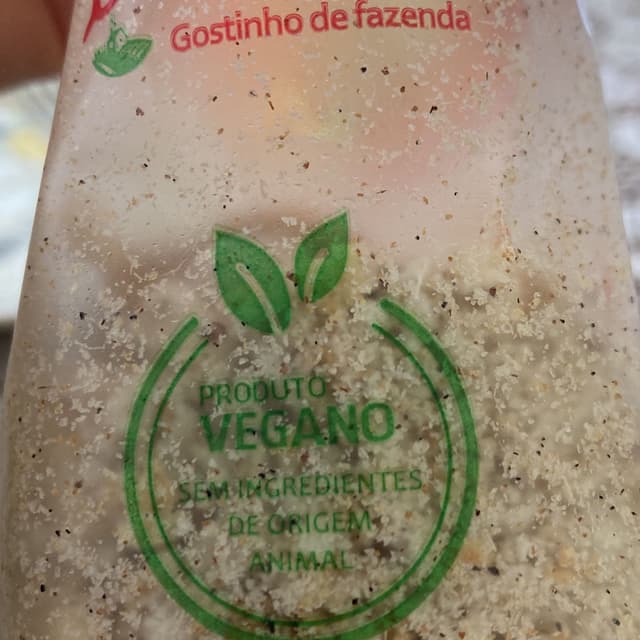 Gostinho de fazenda
PRODUTO
VEGANO
SEM INGREDIENTES
DE ORIGEM
ANIMAL